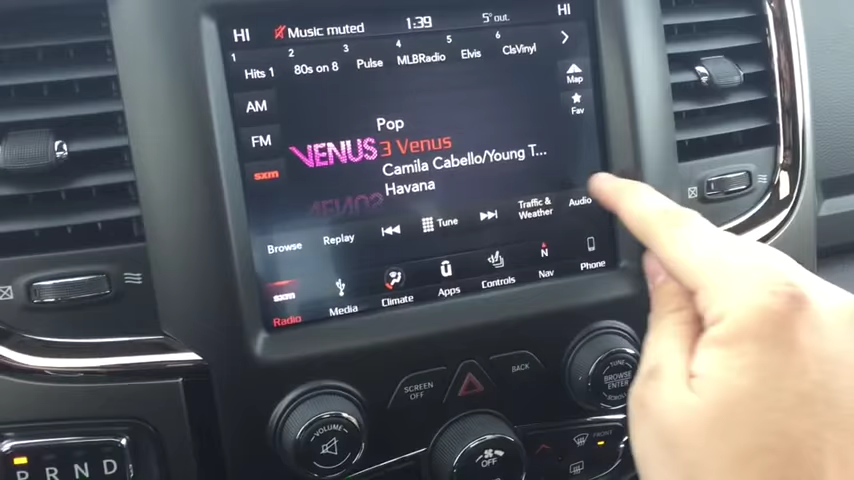 HI Music muted 1:39 5° out. HI
1 2 3 4 5 6
Hits 1 80s on 8 Pulse MLBRadio Elvis ClsVinyl
Map
AM
Fav
FM
Pop
VENUS 3 Venus
sxm
Camila Cabello/Young T...
Havana
Browse Replay Tune Traffic & Weather Audio
sxm
Radio Media Climate Apps Controls N Nav Phone
SCREEN OFF
BACK
BROWSE ENTER
VOLUME
OFF
FRONT
P R N D